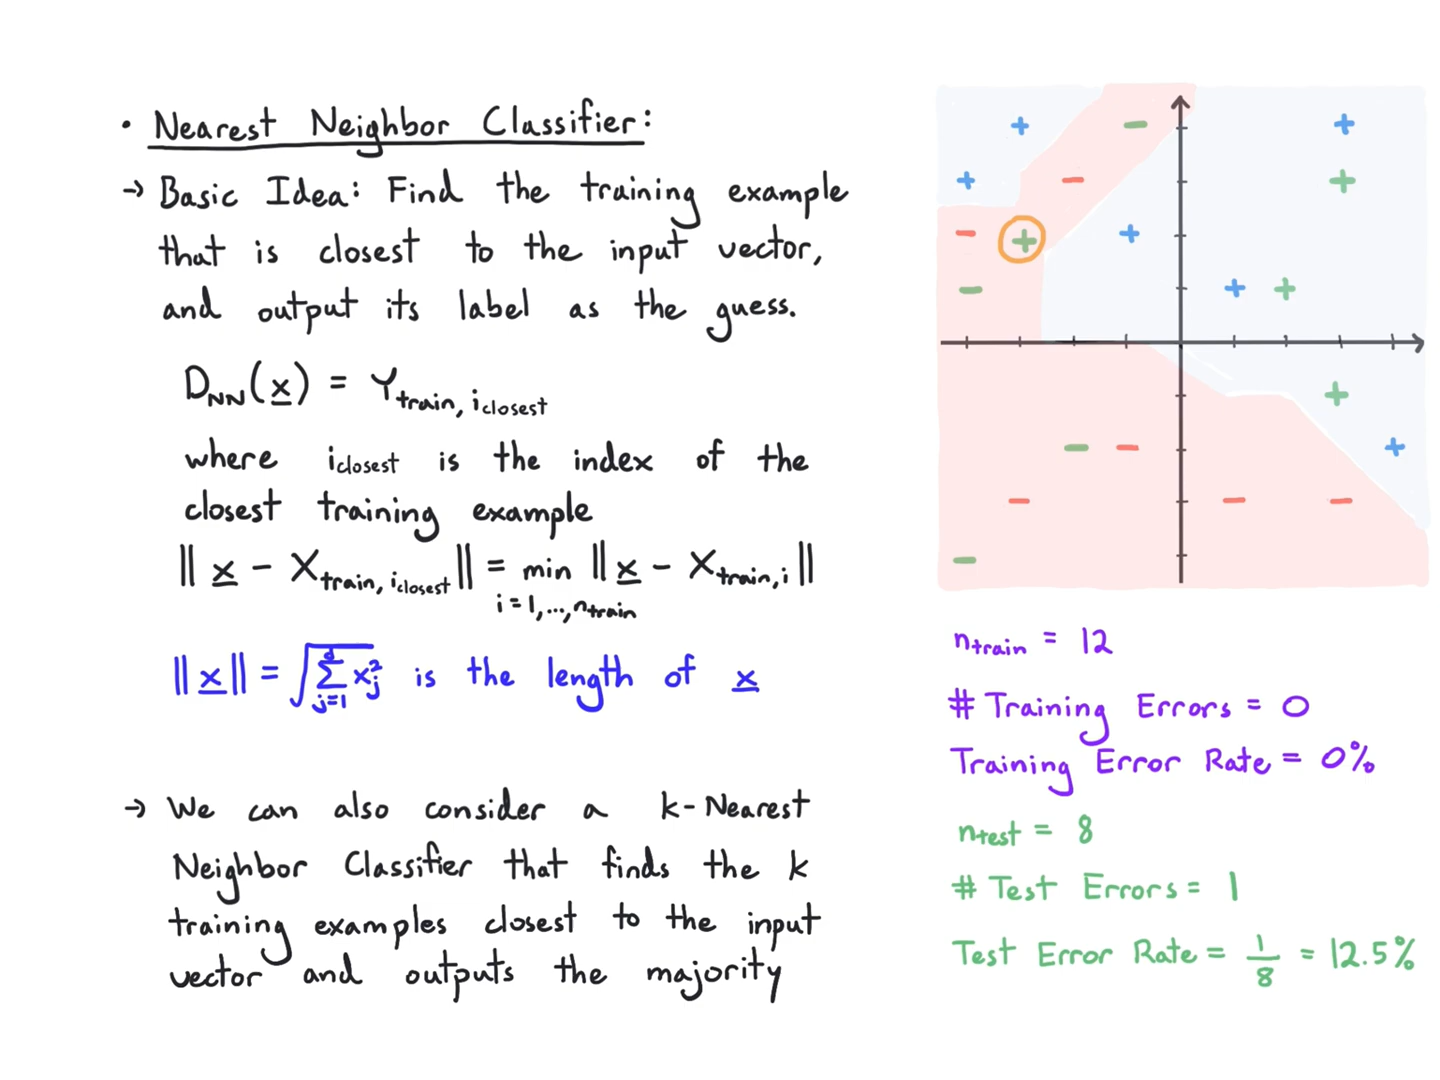 • Nearest Neighbor Classifier:
→ Basic Idea: Find the training example
that is closest to the input vector,
and output its label as the guess.
D_NN(x) = Y_train, i_closest
where i_closest is the index of the
closest training example
‖ x − X_train, i_closest ‖ = min_{i=1,...,n_train} ‖ x − X_train,i ‖
‖ x ‖ = √(∑_{j=1}^{d} x_j^2) is the length of x
→ We can also consider a k-Nearest
Neighbor Classifier that finds the k
training examples closest to the input
vector and outputs the majority
n_train = 12
# Training Errors = 0
Training Error Rate = 0%
n_test = 8
# Test Errors = 1
Test Error Rate = 1/8 = 12.5%